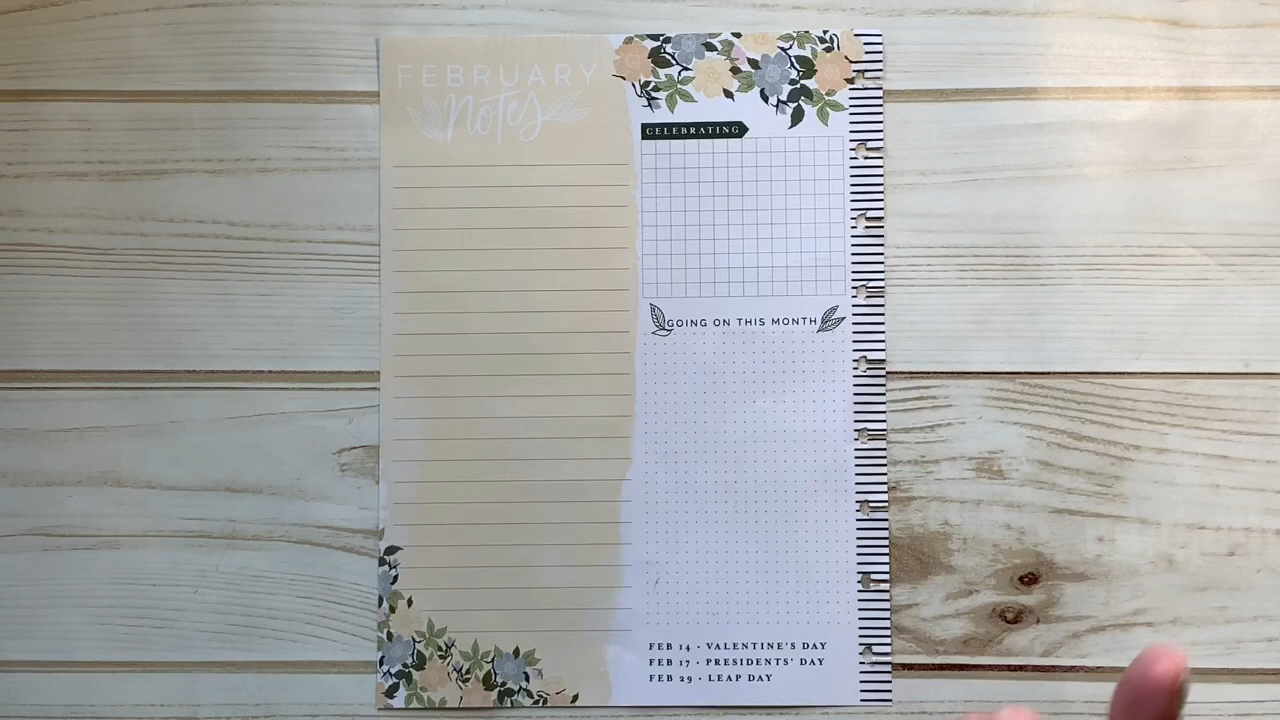 FEBRUARY
Notes
CELEBRATING
GOING ON THIS MONTH
FEB 14 • VALENTINE'S DAY
FEB 17 • PRESIDENTS' DAY
FEB 29 • LEAP DAY